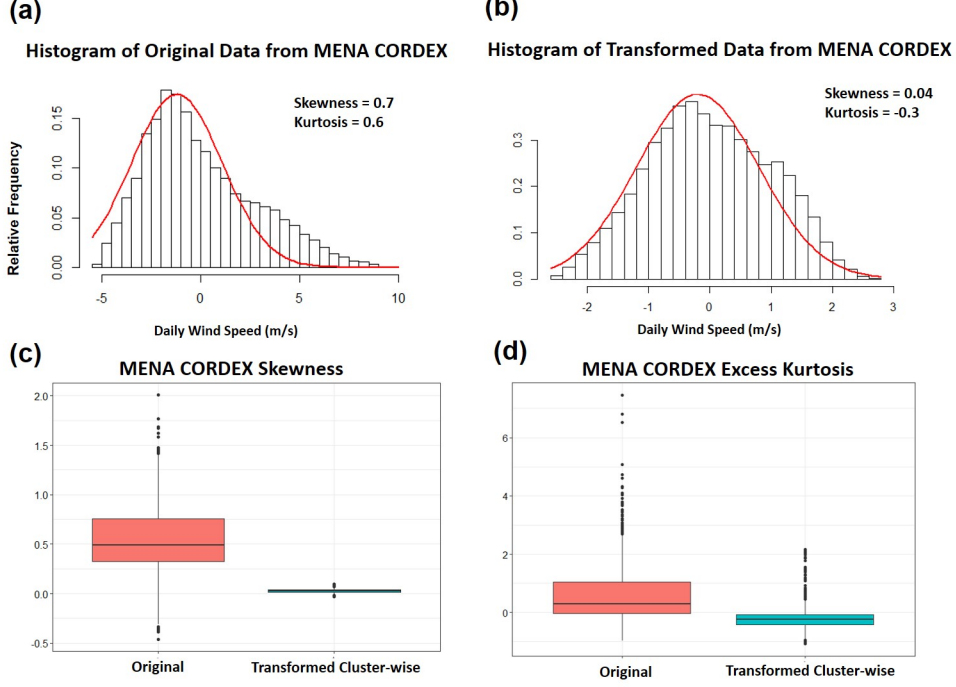 (a)
Histogram of Original Data from MENA CORDEX
Skewness = 0.7
Kurtosis = 0.6
Relative Frequency
0.15
0.10
0.05
0.00
-5
0
5
10
Daily Wind Speed (m/s)
(b)
Histogram of Transformed Data from MENA CORDEX
Skewness = 0.04
Kurtosis = -0.3
0.3
0.2
0.1
0.0
-2
-1
0
1
2
3
Daily Wind Speed (m/s)
(c)
MENA CORDEX Skewness
2.0
1.5
1.0
0.5
0.0
-0.5
Original
Transformed Cluster-wise
(d)
MENA CORDEX Excess Kurtosis
6
4
2
0
Original
Transformed Cluster-wise